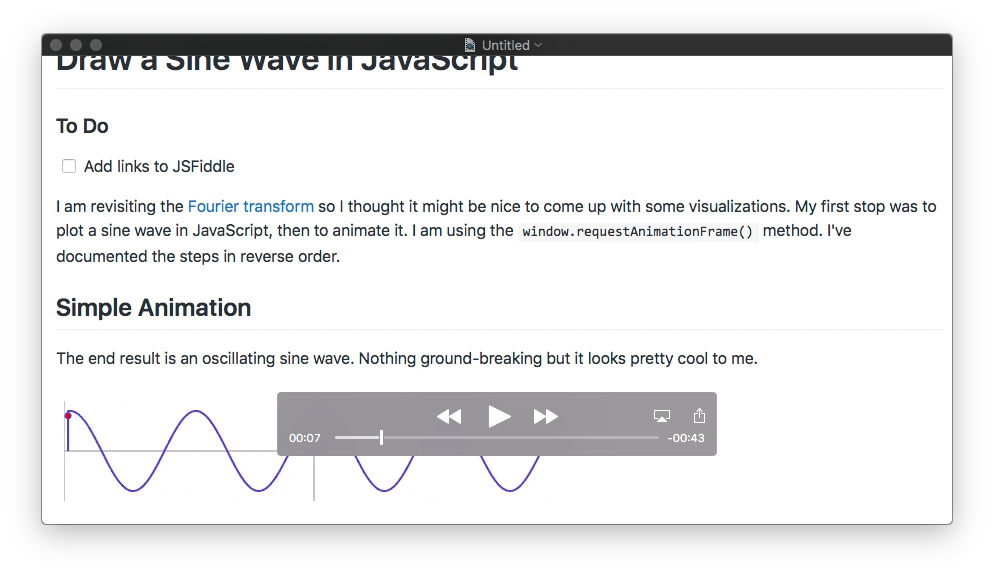 Untitled
Draw a Sine Wave in JavaScript
To Do
Add links to JSFiddle
I am revisiting the Fourier transform so I thought it might be nice to come up with some visualizations. My first stop was to
plot a sine wave in JavaScript, then to animate it. I am using the window.requestAnimationFrame() method. I've
documented the steps in reverse order.
Simple Animation
The end result is an oscillating sine wave. Nothing ground-breaking but it looks pretty cool to me.
00:07
-00:43